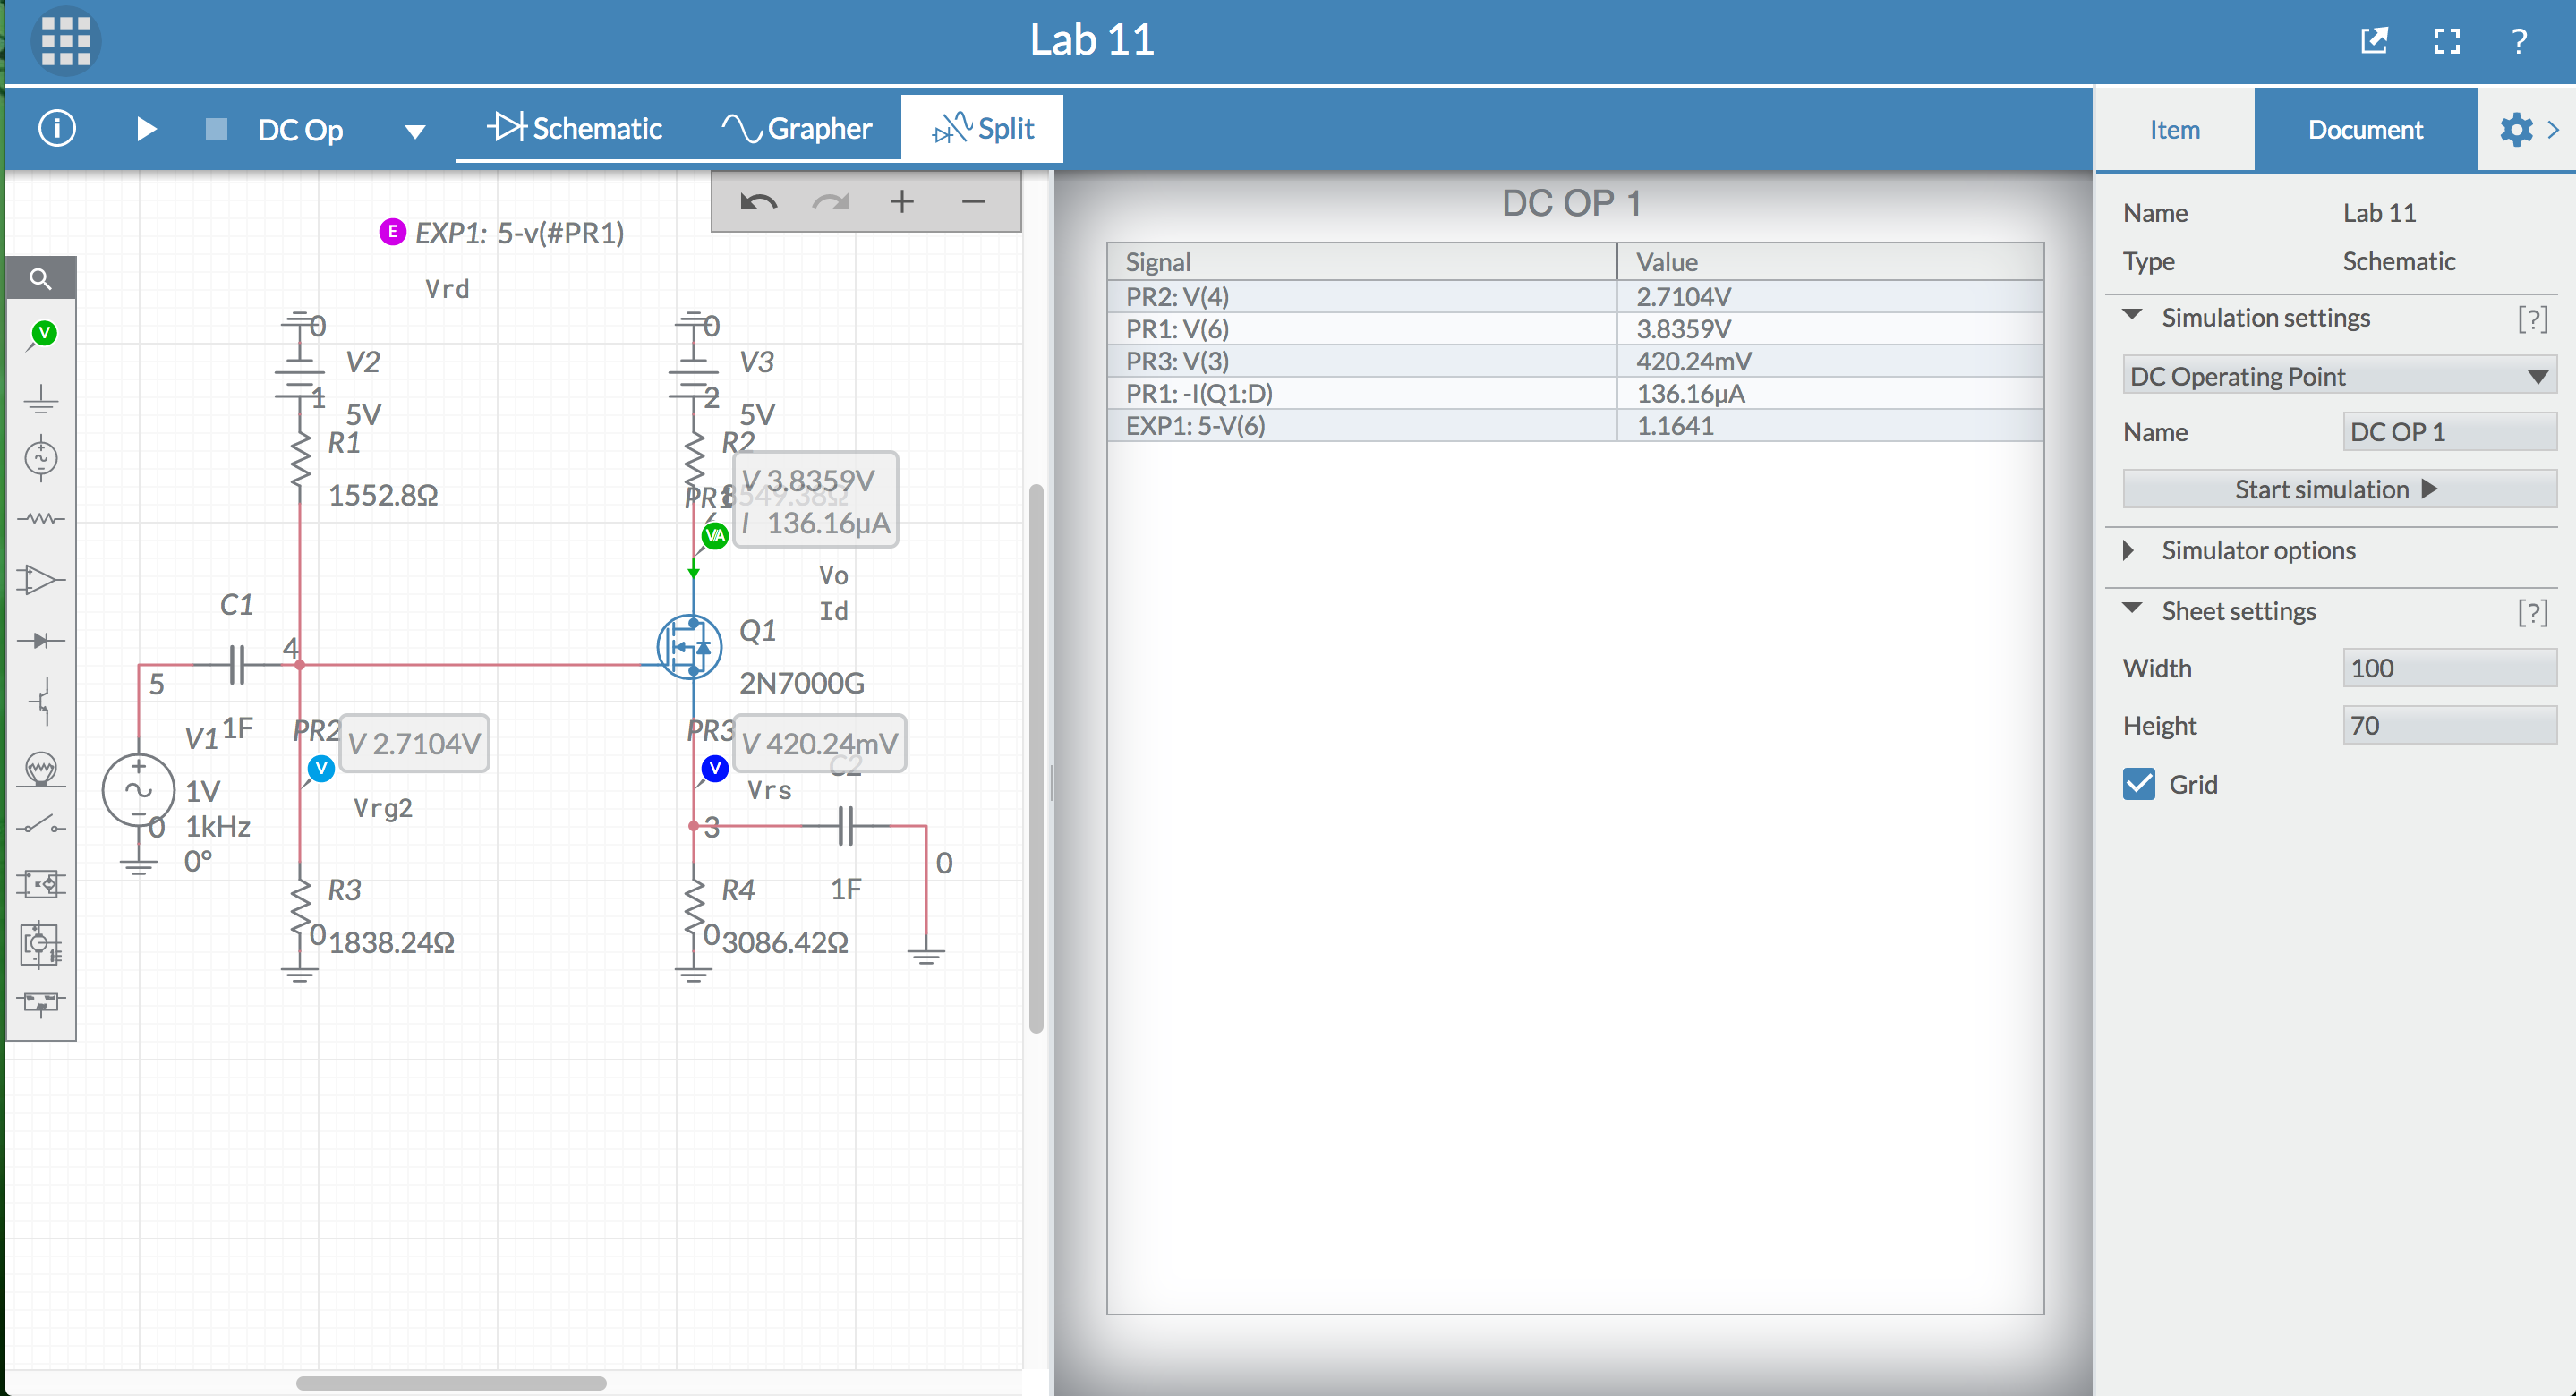 Lab 11
?
i
DC Op
Schematic
Grapher
Split
Item
Document
E EXP1: 5-v(#PR1)
Vrd
0
V2
1
5V
R1
1552.8Ω
0
V3
2
5V
R2
PR1
V 3.8359V
I 136.16µA
VA
Vo
Id
C1
4
5
1F
Q1
2N7000G
V1
1V
1kHz
0°
0
PR2
V 2.7104V
V
Vrg2
PR3
V 420.24mV
V
C2
Vrs
3
1F
0
R3
0
1838.24Ω
R4
0
3086.42Ω
V
DC OP 1
Signal Value
PR2: V(4) 2.7104V
PR1: V(6) 3.8359V
PR3: V(3) 420.24mV
PR1: -I(Q1:D) 136.16µA
EXP1: 5-V(6) 1.1641
Name Lab 11
Type Schematic
Simulation settings [?]
DC Operating Point
Name DC OP 1
Start simulation
Simulator options
Sheet settings [?]
Width 100
Height 70
Grid